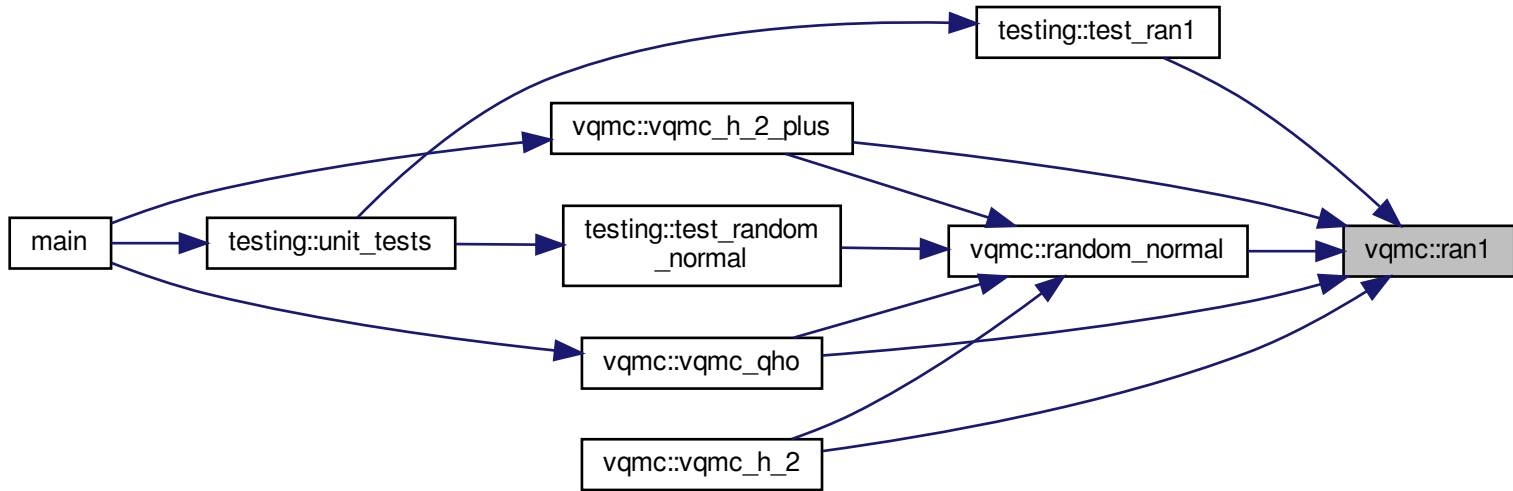 testing::test_ran1
vqmc::vqmc_h_2_plus
main
testing::unit_tests
testing::test_random
_normal
vqmc::random_normal
vqmc::ran1
vqmc::vqmc_qho
vqmc::vqmc_h_2